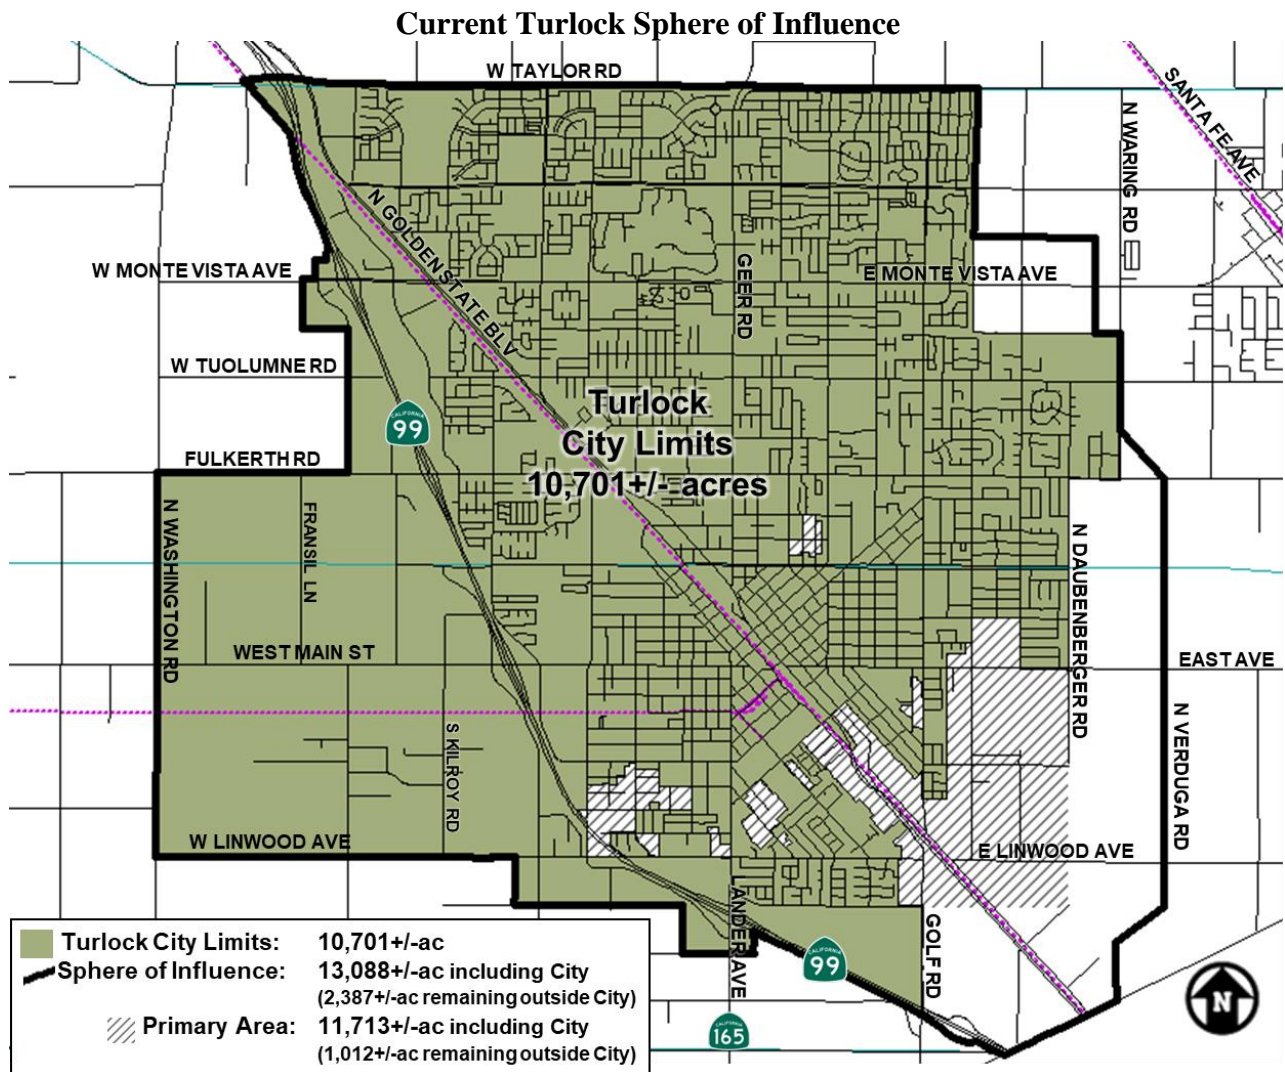 Current Turlock Sphere of Influence
W TAYLOR RD
SANTA FE AVE
N WARING RD
N GOLDEN STATE BLV
W MONTE VISTA AVE
GEER RD
E MONTE VISTA AVE
W TUOLUMNE RD
CALIFORNIA
99
Turlock
City Limits
10,701+/- acres
FULKERTH RD
N WASHINGTON RD
FRANSIL LN
N DAUBENBERGER RD
WEST MAIN ST
EAST AVE
S KILROY RD
N VERDUGA RD
W LINWOOD AVE
E LINWOOD AVE
LANDER AVE
GOLF RD
CALIFORNIA
99
CALIFORNIA
165
N
Turlock City Limits: 10,701+/-ac
Sphere of Influence: 13,088+/-ac including City
(2,387+/-ac remaining outside City)
Primary Area: 11,713+/-ac including City
(1,012+/-ac remaining outside City)